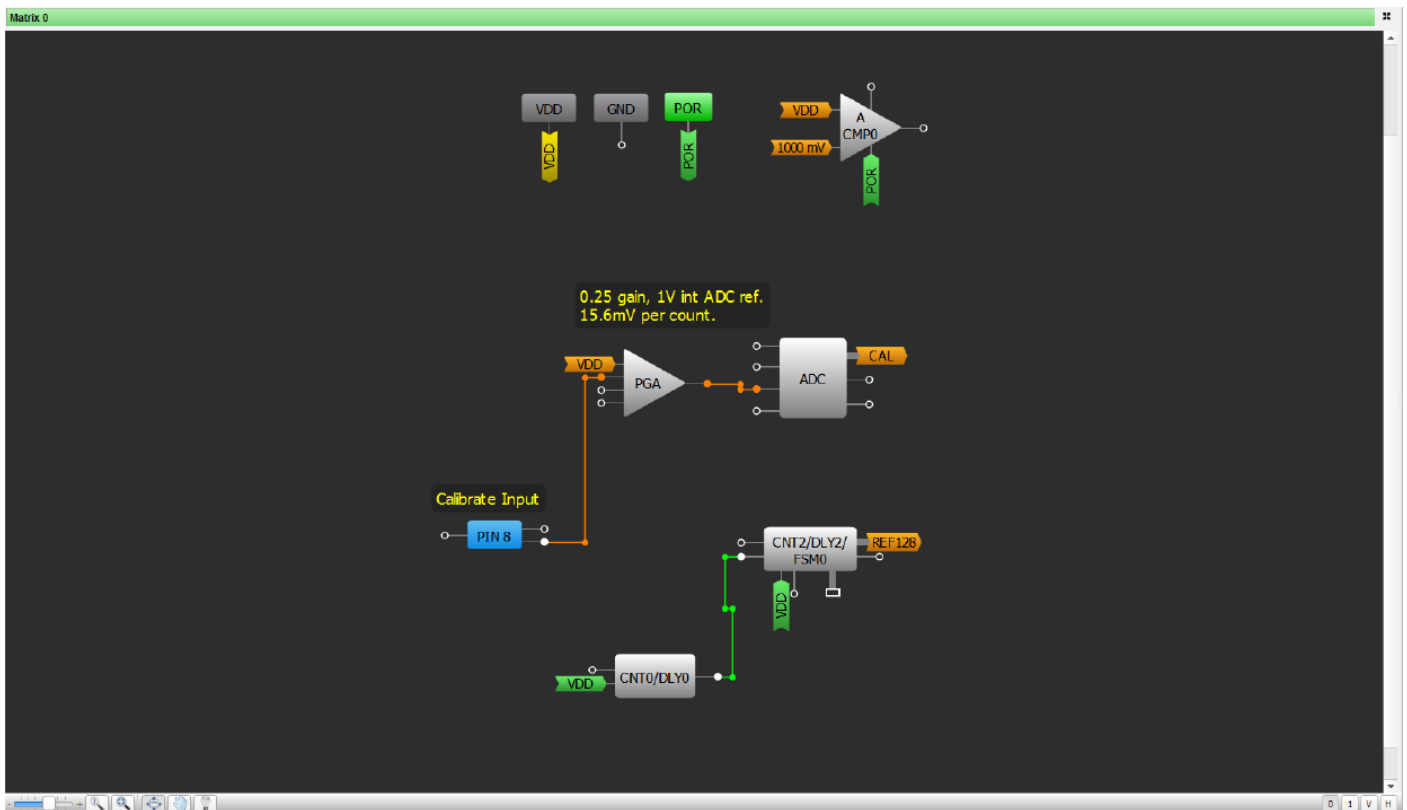 Matrix 0
VDD
GND
POR
VDD
POR
VDD
1000 mV
A
CMP0
POR
0.25 gain, 1V int ADC ref.
15.6mV per count.
VDD
PGA
ADC
CAL
Calibrate Input
PIN 8
CNT2/DLY2/
FSM0
REF128
VDD
CNT0/DLY0
VDD
0 1 V H